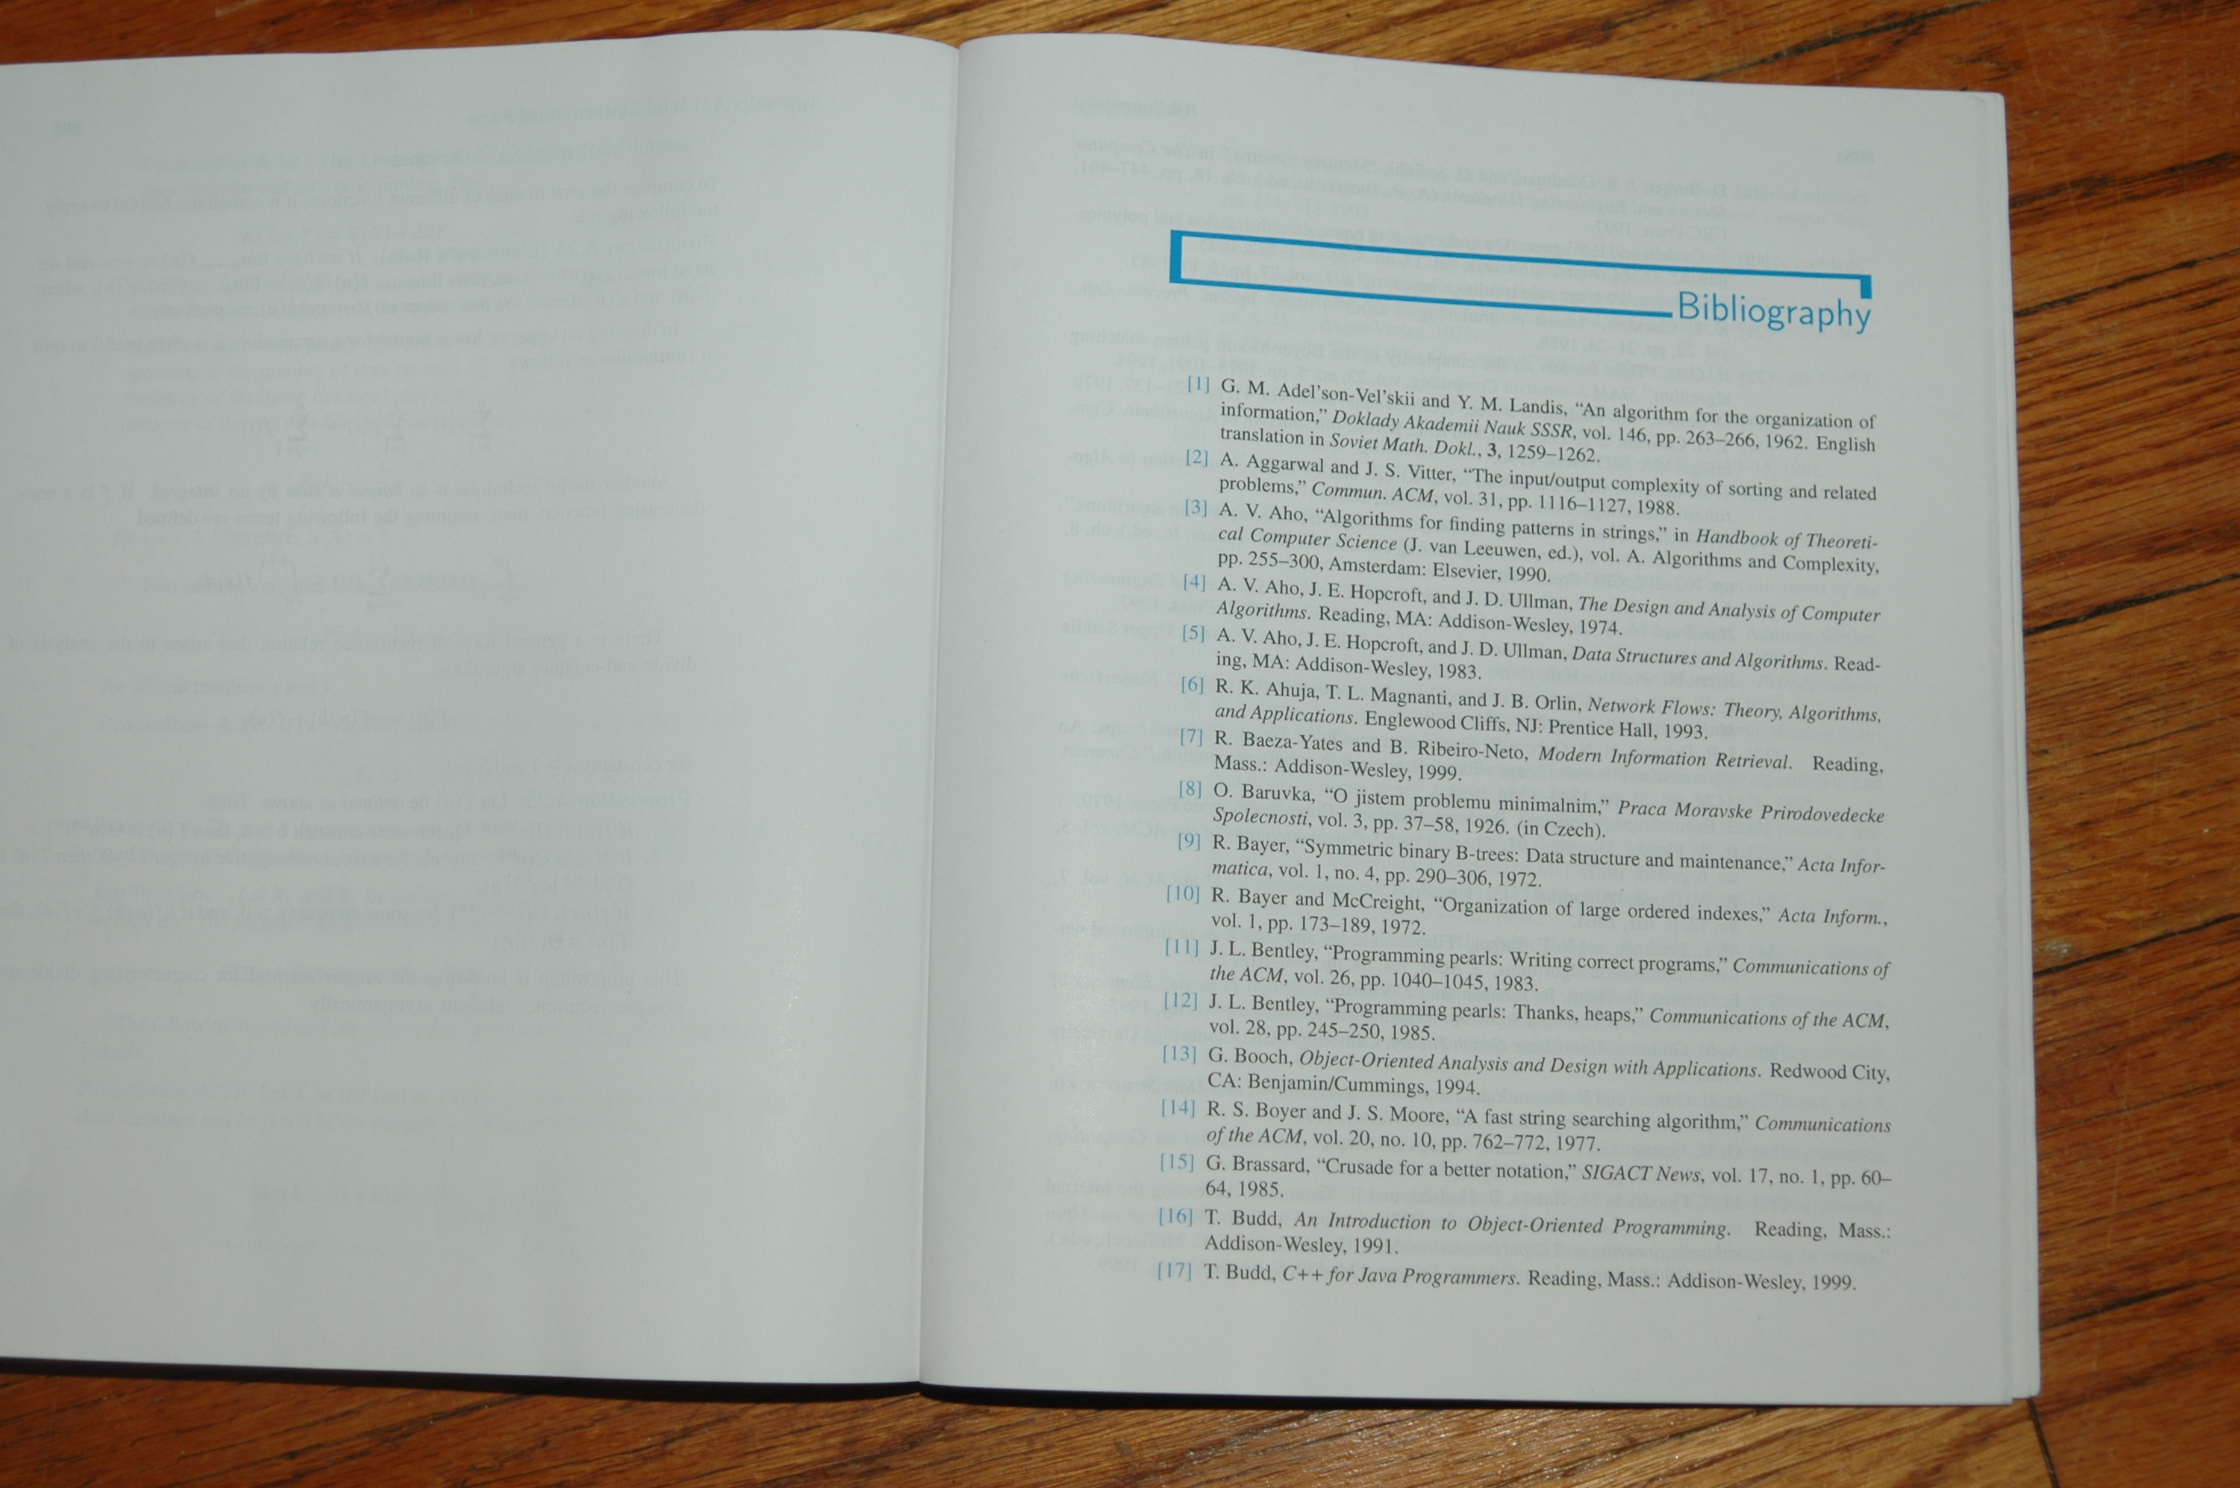 Bibliography
[1] G. M. Adel'son-Vel'skii and Y. M. Landis, “An algorithm for the organization of
information,” Doklady Akademii Nauk SSSR, vol. 146, pp. 263–266, 1962. English
translation in Soviet Math. Dokl., 3, 1259–1262.
[2] A. Aggarwal and J. S. Vitter, “The input/output complexity of sorting and related
problems,” Commun. ACM, vol. 31, pp. 1116–1127, 1988.
[3] A. V. Aho, “Algorithms for finding patterns in strings,” in Handbook of Theoreti-
cal Computer Science (J. van Leeuwen, ed.), vol. A. Algorithms and Complexity,
pp. 255–300, Amsterdam: Elsevier, 1990.
[4] A. V. Aho, J. E. Hopcroft, and J. D. Ullman, The Design and Analysis of Computer
Algorithms. Reading, MA: Addison-Wesley, 1974.
[5] A. V. Aho, J. E. Hopcroft, and J. D. Ullman, Data Structures and Algorithms. Read-
ing, MA: Addison-Wesley, 1983.
[6] R. K. Ahuja, T. L. Magnanti, and J. B. Orlin, Network Flows: Theory, Algorithms,
and Applications. Englewood Cliffs, NJ: Prentice Hall, 1993.
[7] R. Baeza-Yates and B. Ribeiro-Neto, Modern Information Retrieval. Reading,
Mass.: Addison-Wesley, 1999.
[8] O. Baruvka, “O jistem problemu minimalnim,” Praca Moravske Prirodovedecke
Spolecnosti, vol. 3, pp. 37–58, 1926. (in Czech).
[9] R. Bayer, “Symmetric binary B-trees: Data structure and maintenance,” Acta Infor-
matica, vol. 1, no. 4, pp. 290–306, 1972.
[10] R. Bayer and McCreight, “Organization of large ordered indexes,” Acta Inform.,
vol. 1, pp. 173–189, 1972.
[11] J. L. Bentley, “Programming pearls: Writing correct programs,” Communications of
the ACM, vol. 26, pp. 1040–1045, 1983.
[12] J. L. Bentley, “Programming pearls: Thanks, heaps,” Communications of the ACM,
vol. 28, pp. 245–250, 1985.
[13] G. Booch, Object-Oriented Analysis and Design with Applications. Redwood City,
CA: Benjamin/Cummings, 1994.
[14] R. S. Boyer and J. S. Moore, “A fast string searching algorithm,” Communications
of the ACM, vol. 20, no. 10, pp. 762–772, 1977.
[15] G. Brassard, “Crusade for a better notation,” SIGACT News, vol. 17, no. 1, pp. 60–
64, 1985.
[16] T. Budd, An Introduction to Object-Oriented Programming. Reading, Mass.:
Addison-Wesley, 1991.
[17] T. Budd, C++ for Java Programmers. Reading, Mass.: Addison-Wesley, 1999.